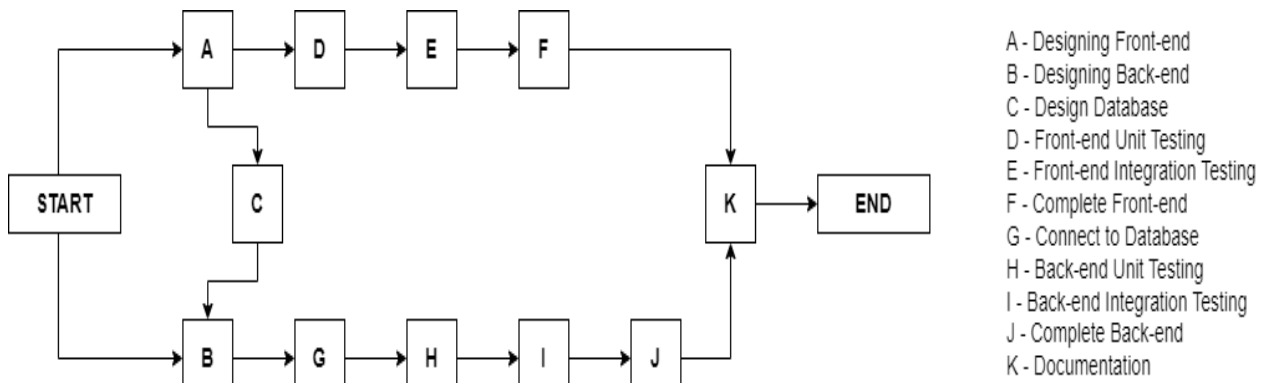 A
D
E
F
START
C
K
END
B
G
H
I
J
A - Designing Front-end
B - Designing Back-end
C - Design Database
D - Front-end Unit Testing
E - Front-end Integration Testing
F - Complete Front-end
G - Connect to Database
H - Back-end Unit Testing
I - Back-end Integration Testing
J - Complete Back-end
K - Documentation